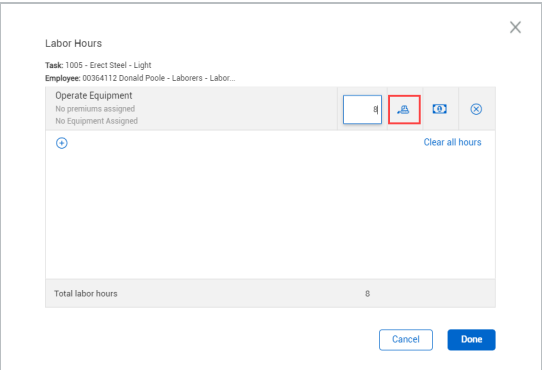 Labor Hours
Task: 1005 - Erect Steel - Light
Employee: 00364112 Donald Poole - Laborers - Labor...
Operate Equipment
No premiums assigned
No Equipment Assigned
8
Clear all hours
Total labor hours 8
Cancel Done